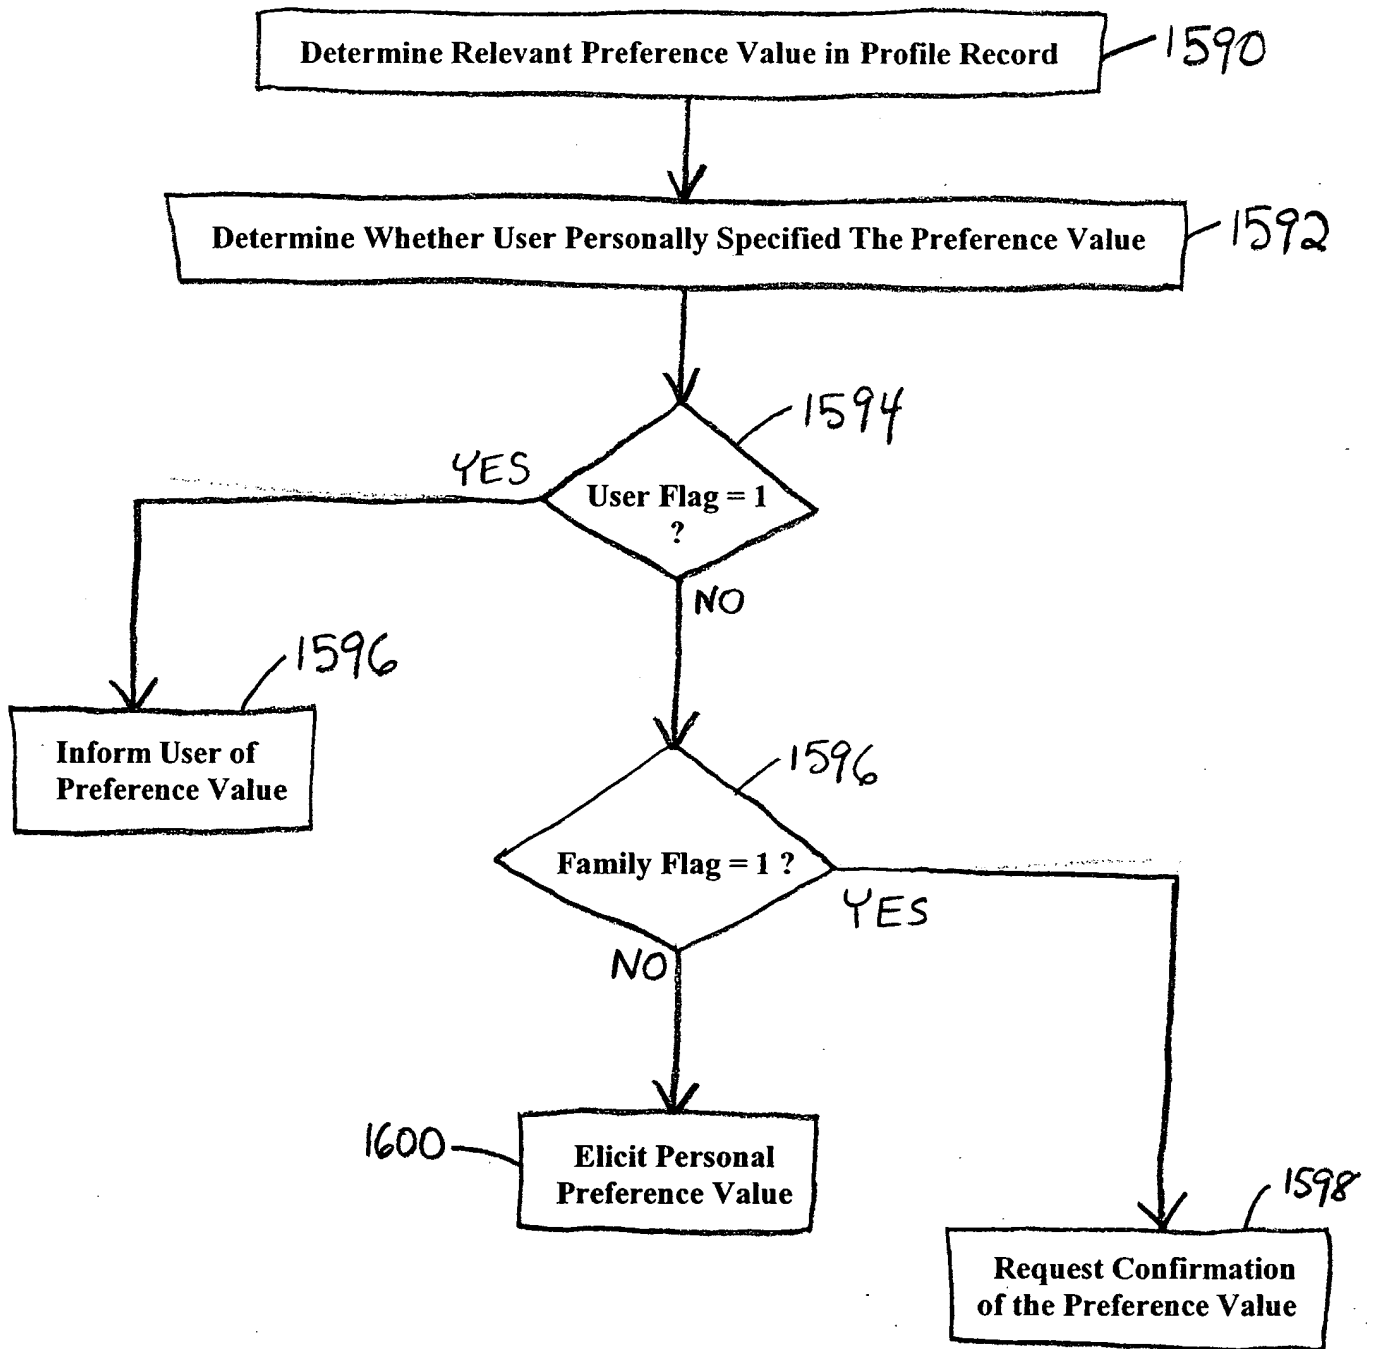 Determine Relevant Preference Value in Profile Record
1590
Determine Whether User Personally Specified The Preference Value
1592
1594
YES
User Flag = 1
?
NO
1596
Inform User of
Preference Value
1596
Family Flag = 1 ?
YES
NO
1600
Elicit Personal
Preference Value
1598
Request Confirmation
of the Preference Value